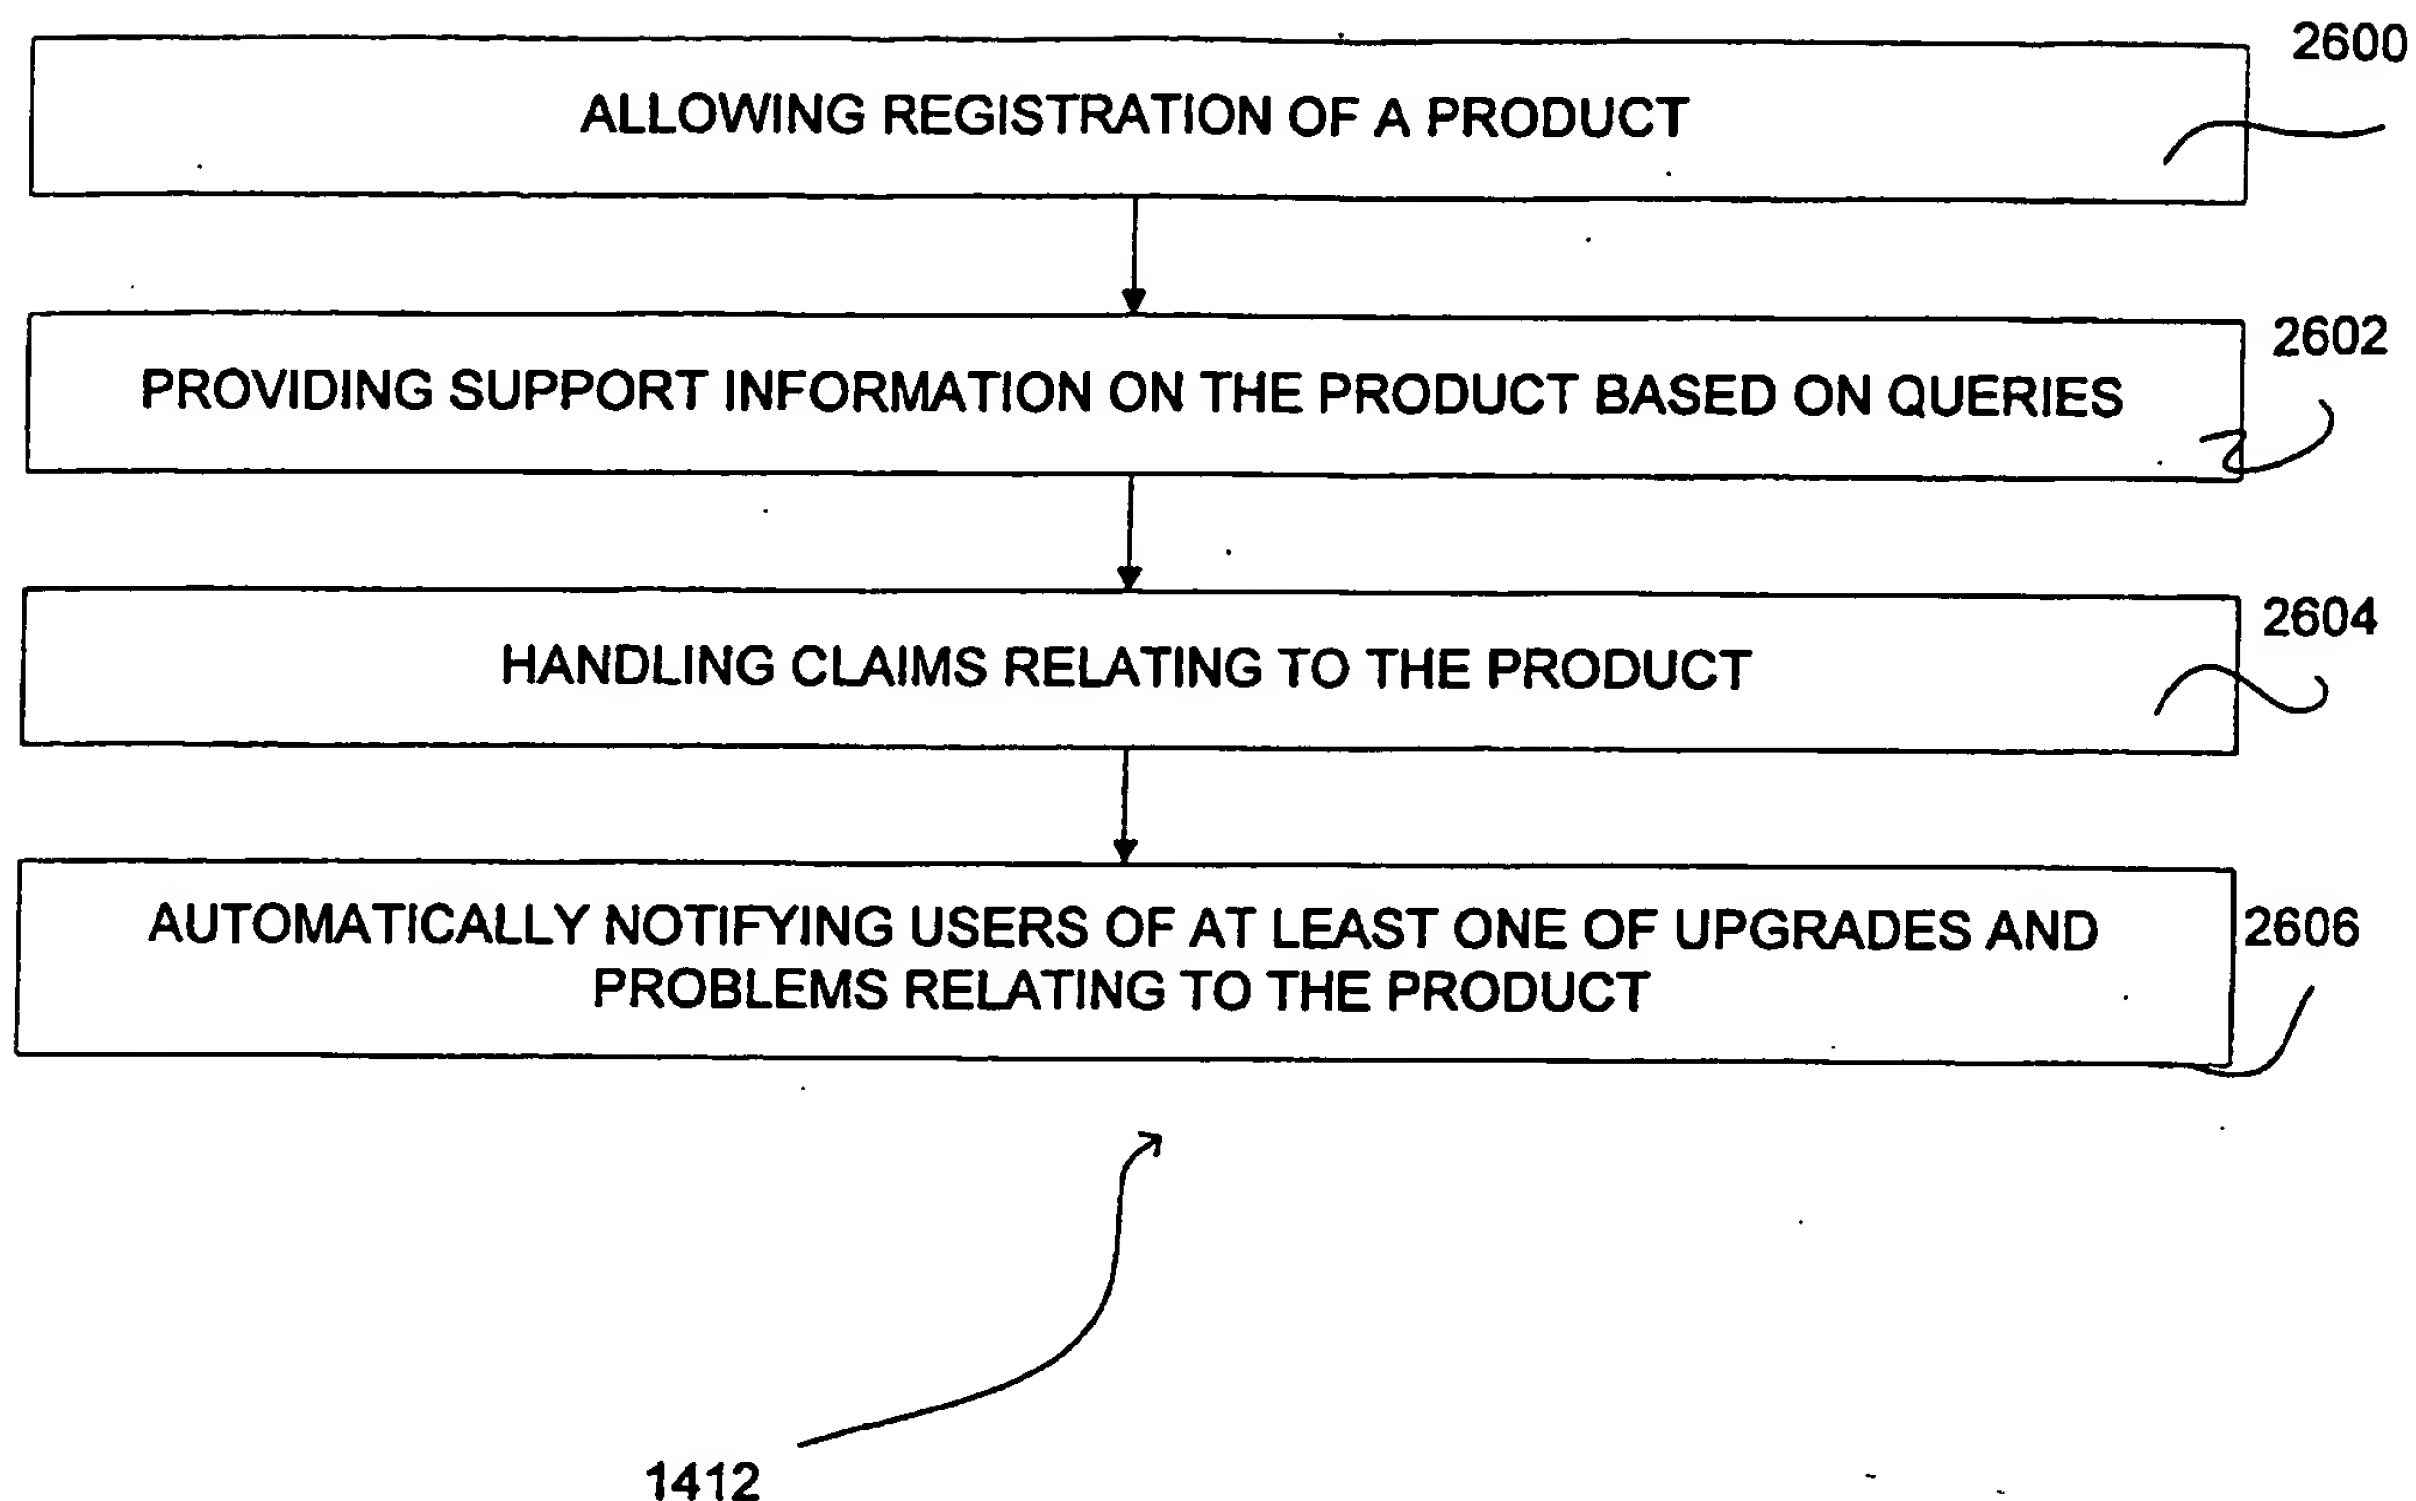 2600
ALLOWING REGISTRATION OF A PRODUCT
2602
PROVIDING SUPPORT INFORMATION ON THE PRODUCT BASED ON QUERIES
2604
HANDLING CLAIMS RELATING TO THE PRODUCT
AUTOMATICALLY NOTIFYING USERS OF AT LEAST ONE OF UPGRADES AND
2606
PROBLEMS RELATING TO THE PRODUCT
1412